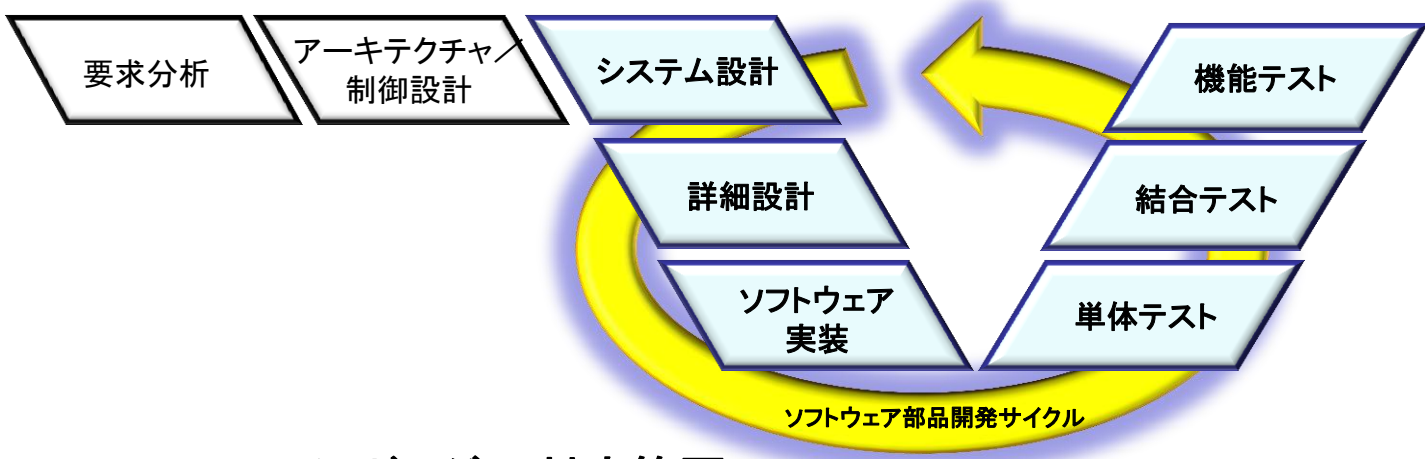 要求分析
アーキテクチャ／
制御設計
システム設計
機能テスト
詳細設計
結合テスト
ソフトウェア
実装
単体テスト
ソフトウェア部品開発サイクル